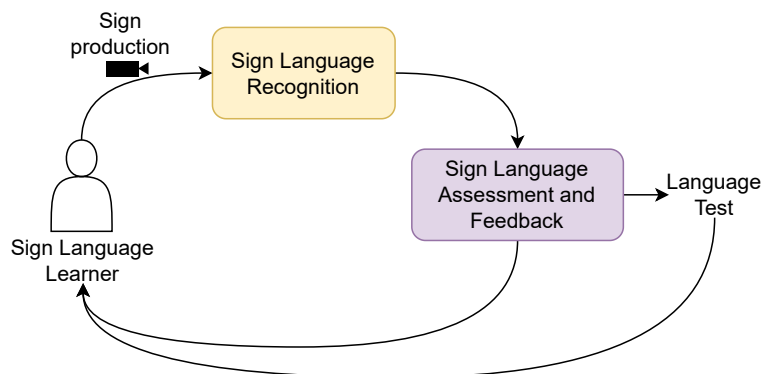 Sign
production
Sign Language
Recognition
Sign Language
Assessment and
Feedback
Language
Test
Sign Language
Learner